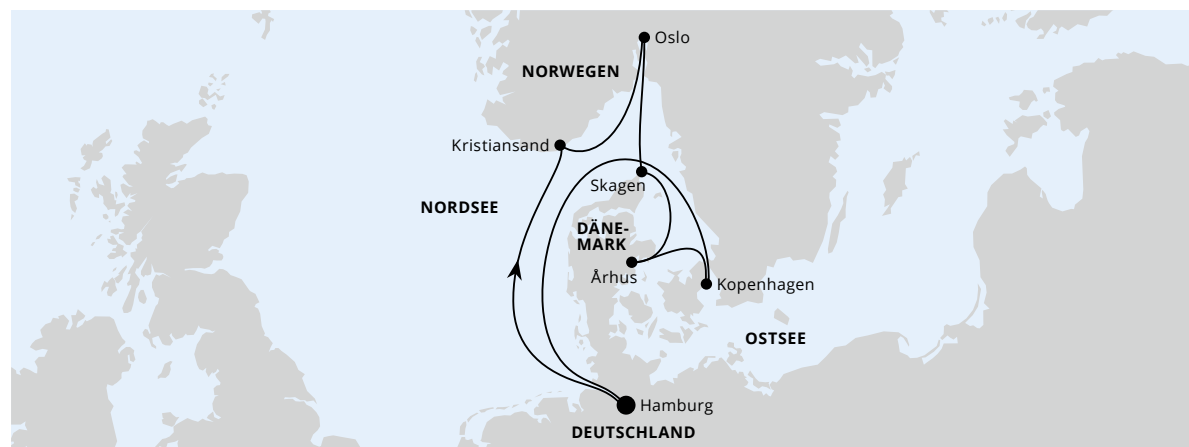 Oslo
NORWEGEN
Kristiansand
Skagen
NORDSEE
DÄNE-
MARK
Århus
Kopenhagen
OSTSEE
Hamburg
DEUTSCHLAND